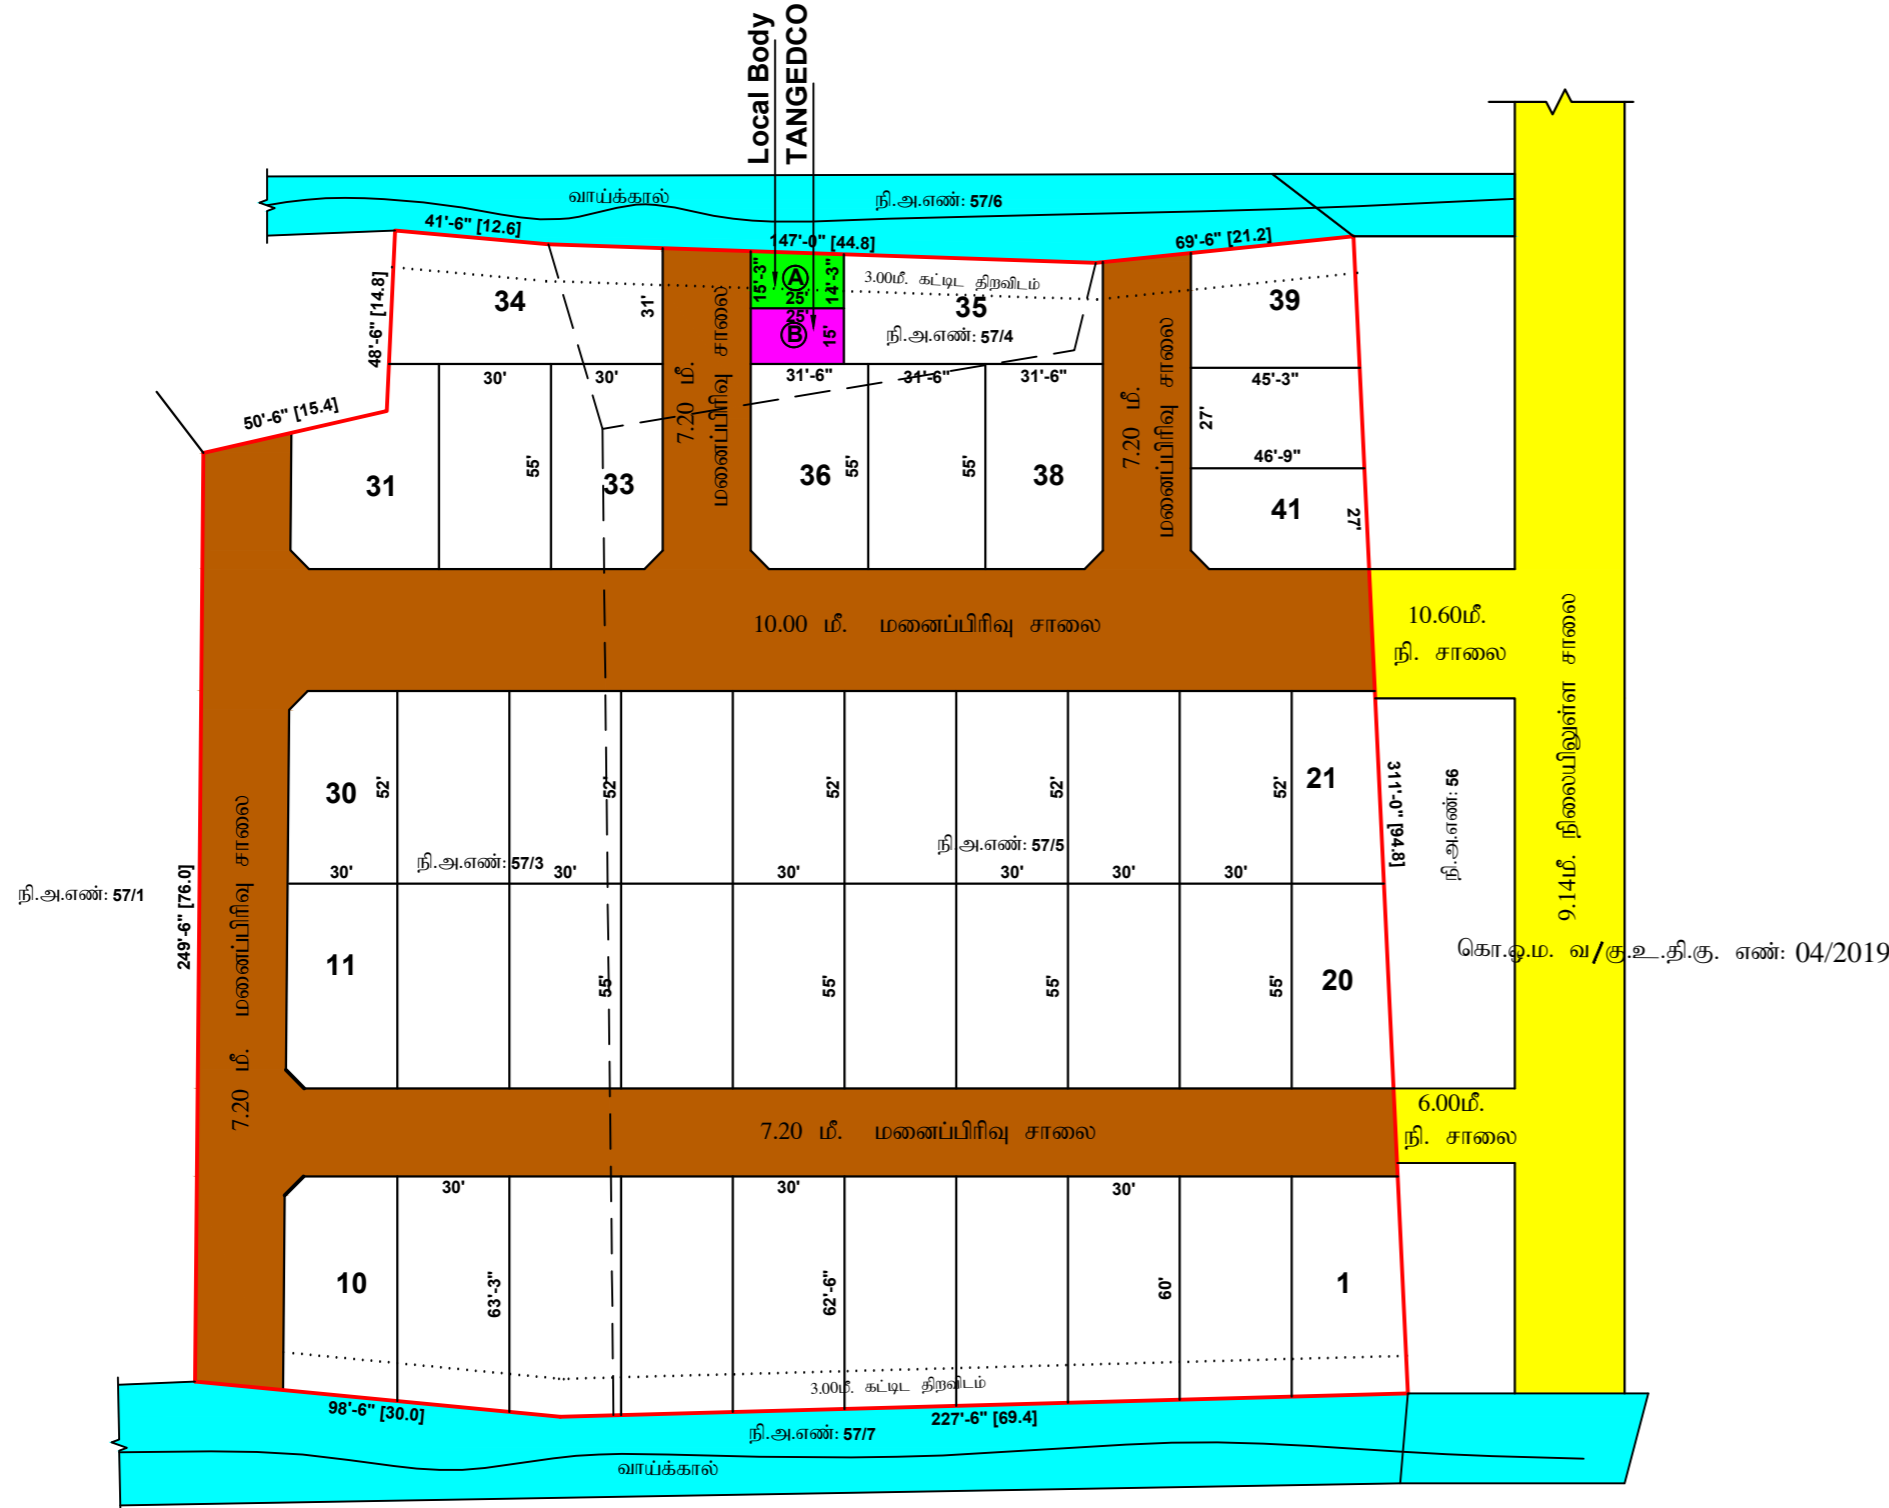 Local Body
TANGEDCO
வாய்க்கால்
நி.அ.எண்: 57/6
41'-6" [12.6]
147'-0" [44.8]
69'-6" [21.2]
48'-6" [14.8]
34
31'
7.20 மீ.
மனைப்பிரிவு சாலை
15'-3"
A
25'
14'-3"
25'
B
15'
3.00மீ. கட்டிட திறவிடம்
35
நி.அ.எண்: 57/4
7.20 மீ.
மனைப்பிரிவு சாலை
39
50'-6" [15.4]
30'
30'
31'-6"
31'-6"
31'-6"
45'-3"
27'
46'-9"
31
55'
33
36
55'
55'
38
41
27'
10.00 மீ. மனைப்பிரிவு சாலை
10.60மீ.
நி. சாலை
9.14மீ. நிலையிலுள்ள சாலை
30
52'
52'
52'
52'
52'
21
311'-0" [94.8]
நி.அ.எண்: 56
நி.அ.எண்: 57/3
நி.அ.எண்: 57/5
30'
30'
30'
30'
30'
30'
நி.அ.எண்: 57/1
249'-6" [76.0]
7.20 மீ. மனைப்பிரிவு சாலை
கொ.ஒ.ம. வ/கு.உ.தி.கு. எண்: 04/2019
11
55'
55'
55'
55'
20
6.00மீ.
நி. சாலை
7.20 மீ. மனைப்பிரிவு சாலை
30'
30'
30'
10
63'-3"
62'-6"
60'
1
3.00மீ. கட்டிட திறவிடம்
98'-6" [30.0]
227'-6" [69.4]
நி.அ.எண்: 57/7
வாய்க்கால்